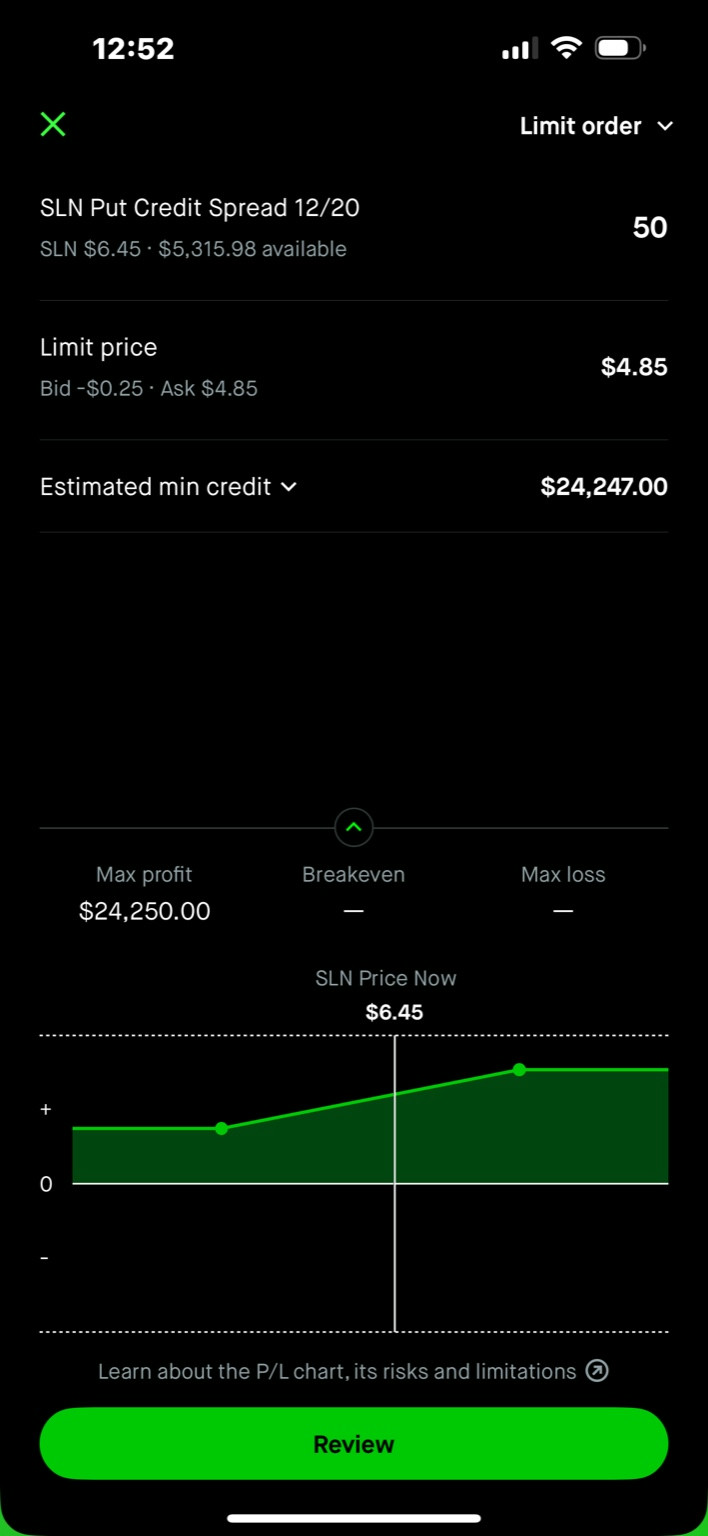 12:52
Limit order
SLN Put Credit Spread 12/20
50
SLN $6.45 · $5,315.98 available
Limit price
$4.85
Bid -$0.25 · Ask $4.85
Estimated min credit
$24,247.00
Max profit
Breakeven
Max loss
$24,250.00
—
—
SLN Price Now
$6.45
+
0
-
Learn about the P/L chart, its risks and limitations
Review